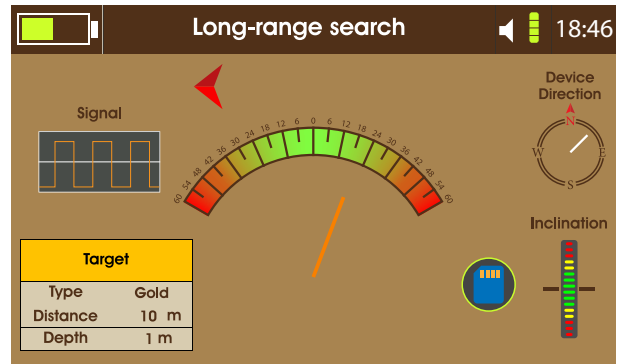 Long-range search
18:46
Signal
60 54 48 42 36 30 24 18 12 6 0 6 12 18 24 30 36 42 48 54 60
Device
Direction
N
W E
S
Target
Type Gold
Distance 10 m
Depth 1 m
Inclination